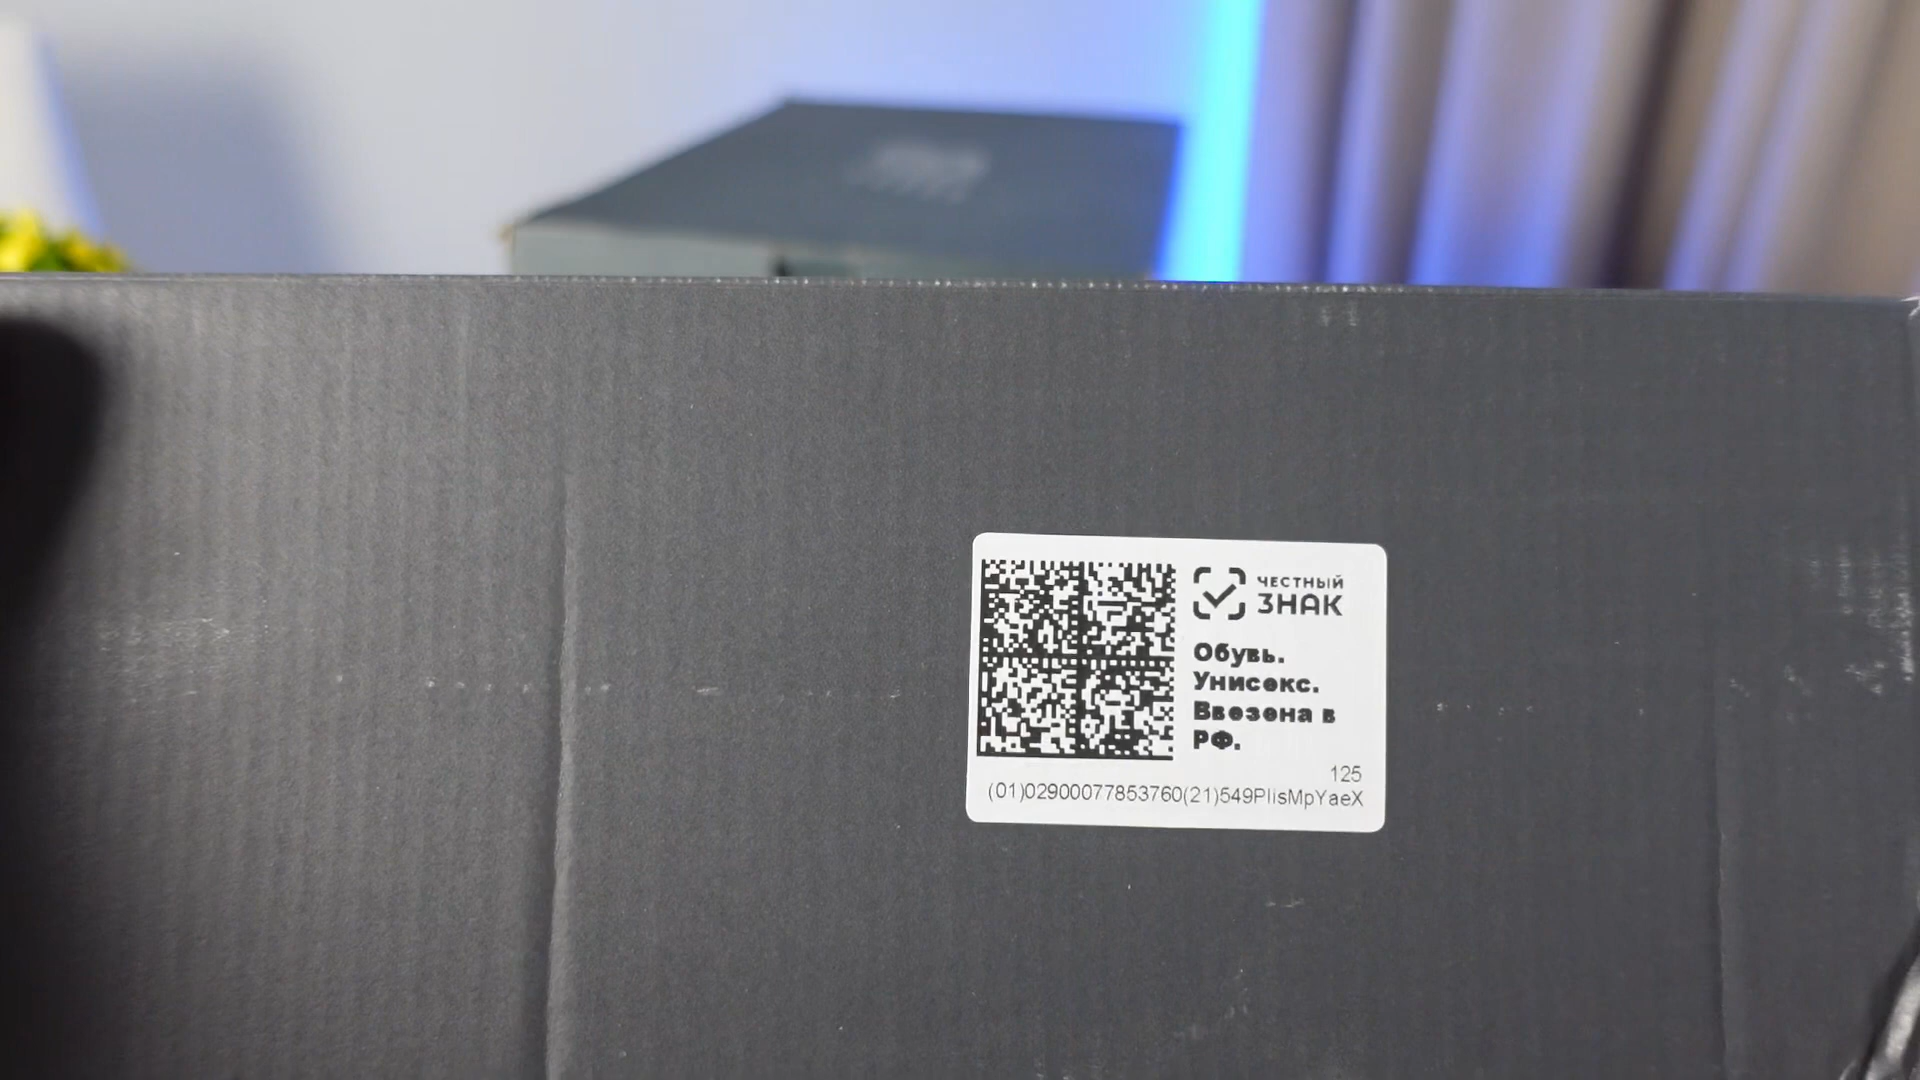 ЧЕСТНЫЙ
ЗНАК
Обувь.
Унисекс.
Ввезена в
РФ.
125
(01)02900077853760(21)549PlisMpYaeX